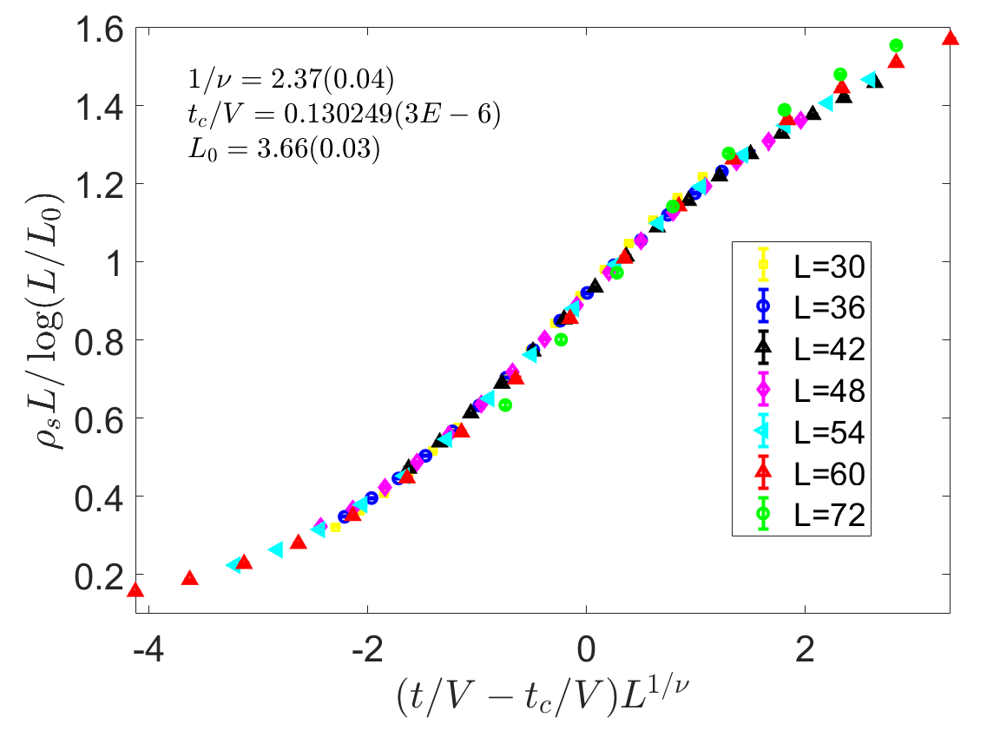 1.6
1.4
1.2
1
0.8
0.6
0.4
0.2
ρ_s L/ log(L/L_0)
1/ν = 2.37(0.04)
t_c/V = 0.130249(3E − 6)
L_0 = 3.66(0.03)
L=30
L=36
L=42
L=48
L=54
L=60
L=72
-4 -2 0 2
(t/V − t_c/V)L^{1/ν}